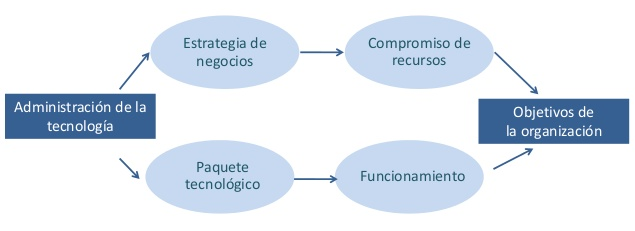 Estrategia de
negocios
Compromiso de
recursos
Administración de la
tecnología
Objetivos de
la organización
Paquete
tecnológico
Funcionamiento